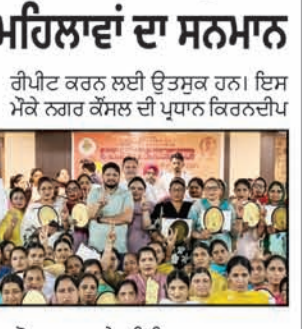 ਮਹਿਲਾਵਾਂ ਦਾ ਸਨਮਾਨ
ਰੀਪੀਟ ਕਰਨ ਲਈ ਉਤਸੁਕ ਹਨ। ਇਸ
ਮੌਕੇ ਨਗਰ ਕੌਂਸਲ ਦੀ ਪ੍ਰਧਾਨ ਕਿਰਨਦੀਪ